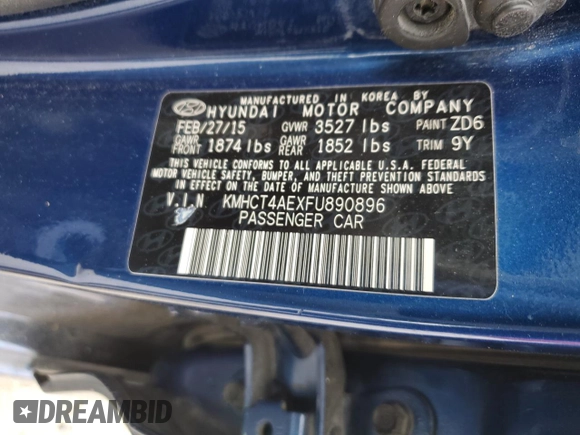 MANUFACTURED IN KOREA BY
HYUNDAI MOTOR COMPANY
FEB/27/15 GVWR 3527 lbs PAINT ZD6
GAWR FRONT 1874 lbs GAWR REAR 1852 lbs TRIM 9Y
THIS VEHICLE CONFORMS TO ALL APPLICABLE U.S.A. FEDERAL
MOTOR VEHICLE SAFETY, BUMPER, AND THEFT PREVENTION STANDARDS
IN EFFECT ON THE DATE OF MANUFACTURE SHOWN ABOVE.
V.I.N KMHCT4AEXFU890896
PASSENGER CAR
DREAMBID